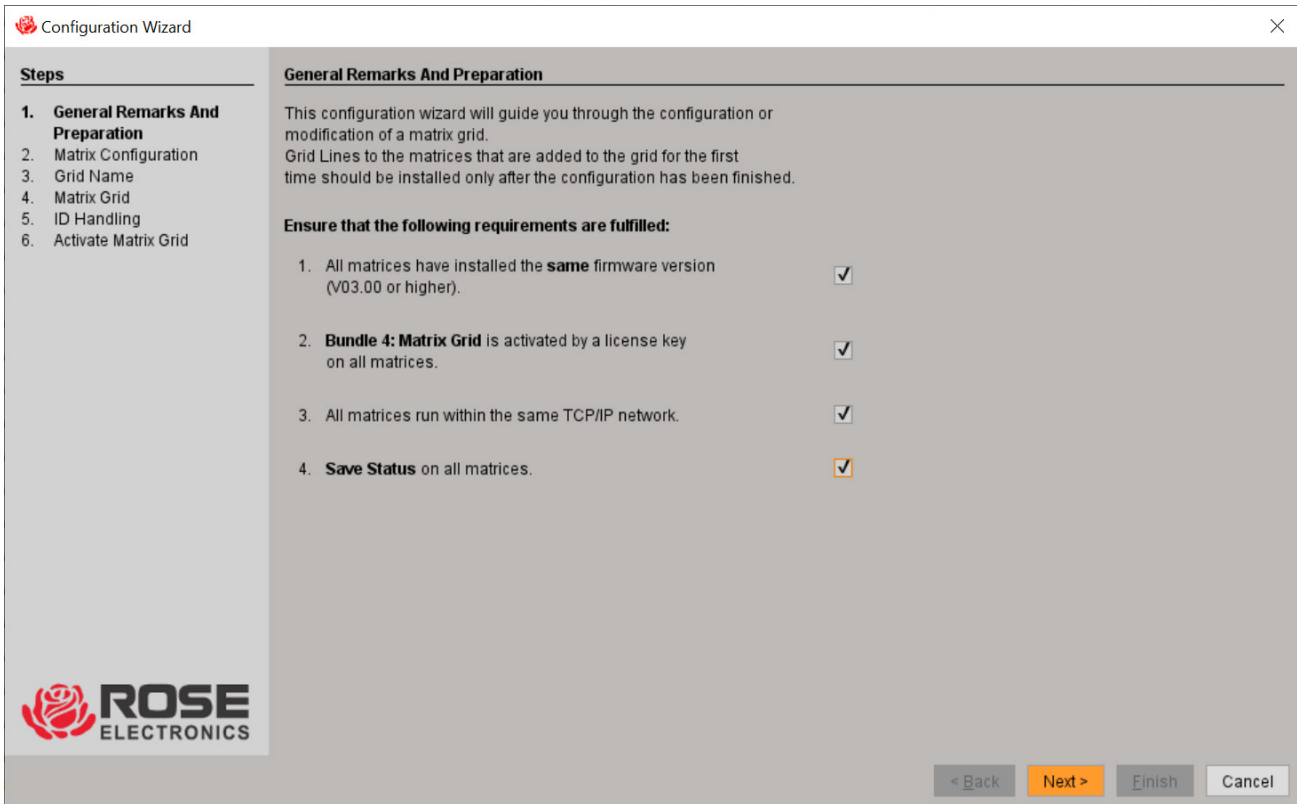 Configuration Wizard
Steps
1. General Remarks And
Preparation
2. Matrix Configuration
3. Grid Name
4. Matrix Grid
5. ID Handling
6. Activate Matrix Grid
General Remarks And Preparation
This configuration wizard will guide you through the configuration or
modification of a matrix grid.
Grid Lines to the matrices that are added to the grid for the first
time should be installed only after the configuration has been finished.
Ensure that the following requirements are fulfilled:
1. All matrices have installed the same firmware version
(V03.00 or higher).
2. Bundle 4: Matrix Grid is activated by a license key
on all matrices.
3. All matrices run within the same TCP/IP network.
4. Save Status on all matrices.
ROSE
ELECTRONICS
< Back Next > Finish Cancel